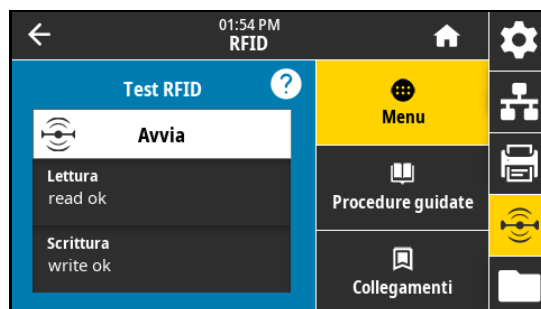 01:54 PM
RFID
Test RFID
?
Avvia
Lettura
read ok
Scrittura
write ok
Menu
Procedure guidate
Collegamenti